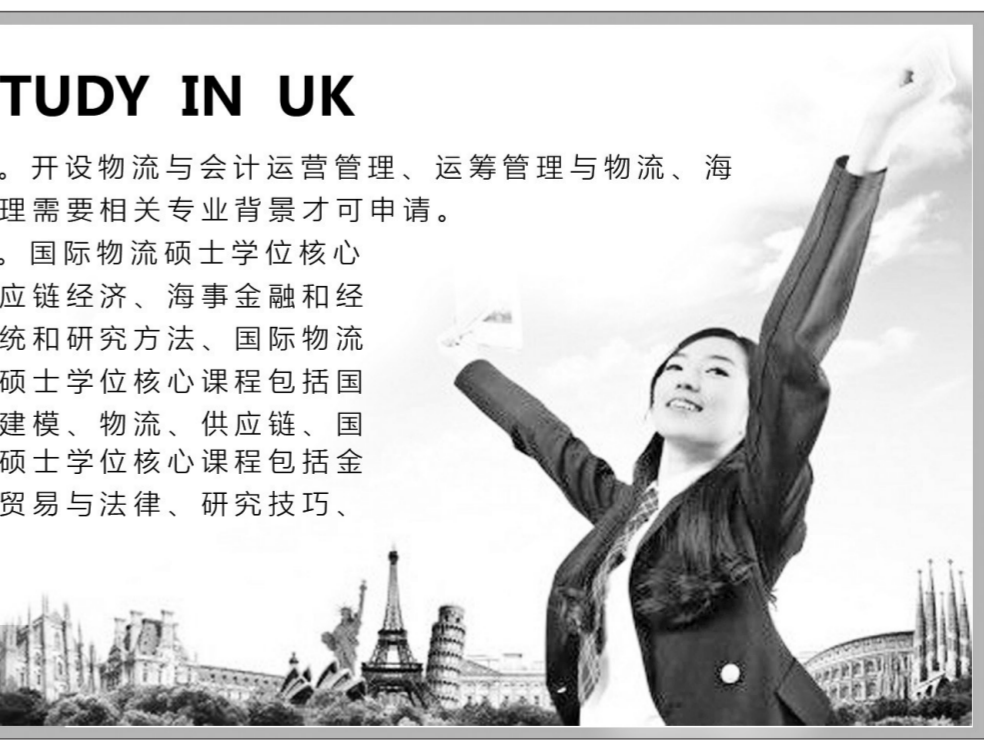 TUDY IN UK
。开设物流与会计运营管理、运筹管理与物流、海
理需要相关专业背景才可申请。
。国际物流硕士学位核心
应链经济、海事金融和经
统和研究方法、国际物流
硕士学位核心课程包括国
建模、物流、供应链、国
硕士学位核心课程包括金
贸易与法律、研究技巧、